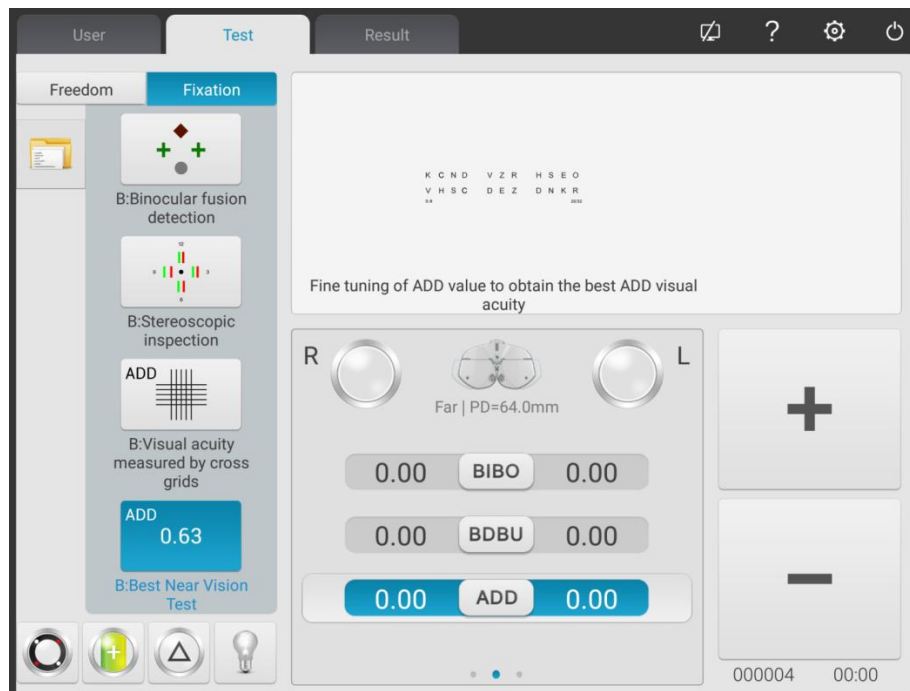 User
Test
Result
?
Freedom
Fixation
B:Binocular fusion
detection
B:Stereoscopic
inspection
ADD
B:Visual acuity
measured by cross
grids
ADD
0.63
B:Best Near Vision
Test
K C N D V Z R H S E O
V H S C D E Z D N K R
Fine tuning of ADD value to obtain the best ADD visual
acuity
R
L
Far | PD=64.0mm
0.00 BIBO 0.00
0.00 BDBU 0.00
0.00 ADD 0.00
+
−
000004 00:00